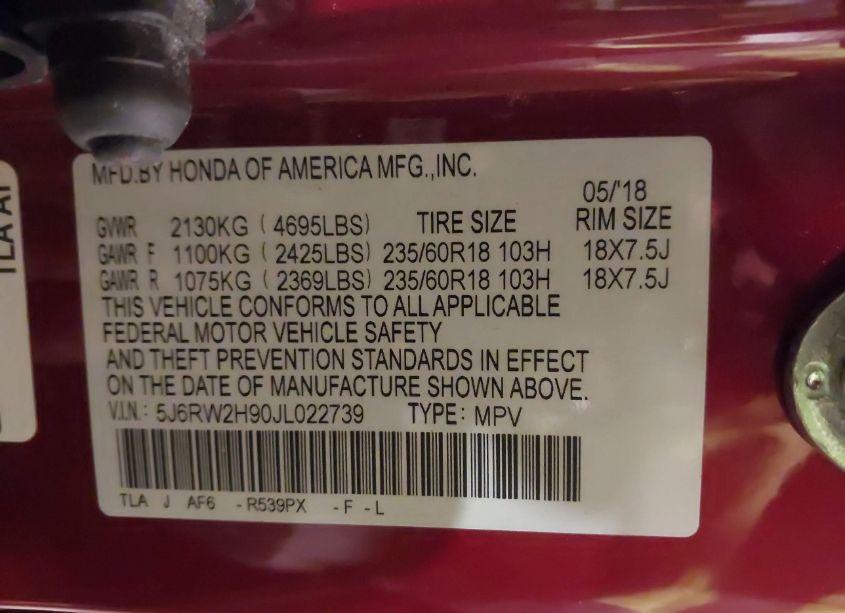 MFD.BY HONDA OF AMERICA MFG.,INC.
05/'18
GVWR 2130KG ( 4695LBS) TIRE SIZE RIM SIZE
GAWR F 1100KG (2425LBS) 235/60R18 103H 18X7.5J
GAWR R 1075KG (2369LBS) 235/60R18 103H 18X7.5J
THIS VEHICLE CONFORMS TO ALL APPLICABLE
FEDERAL MOTOR VEHICLE SAFETY
AND THEFT PREVENTION STANDARDS IN EFFECT
ON THE DATE OF MANUFACTURE SHOWN ABOVE.
V.I.N.: 5J6RW2H90JL022739 TYPE: MPV
TLA J AF6 -R539PX -F-L
TLA